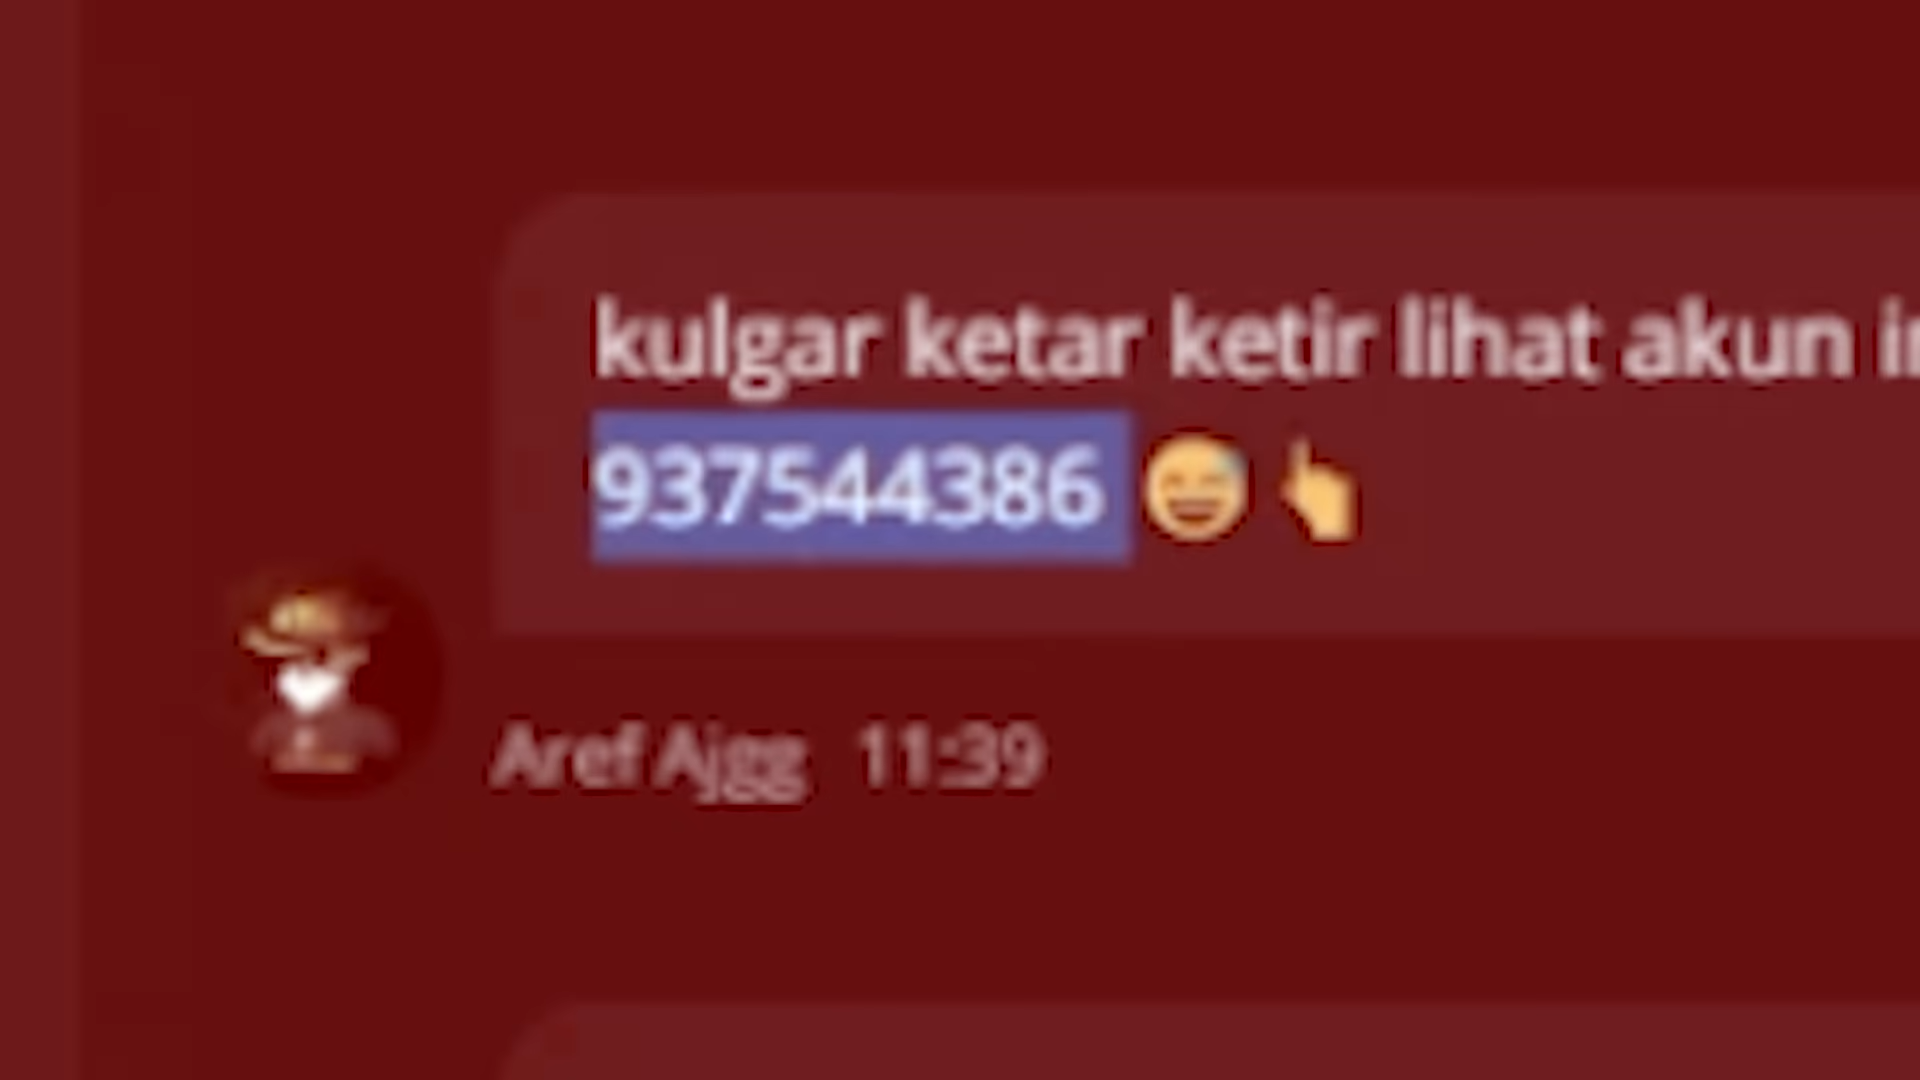 kulgar ketar ketir lihat akun
937544386 😅👆
Aref Ajgg 11:39